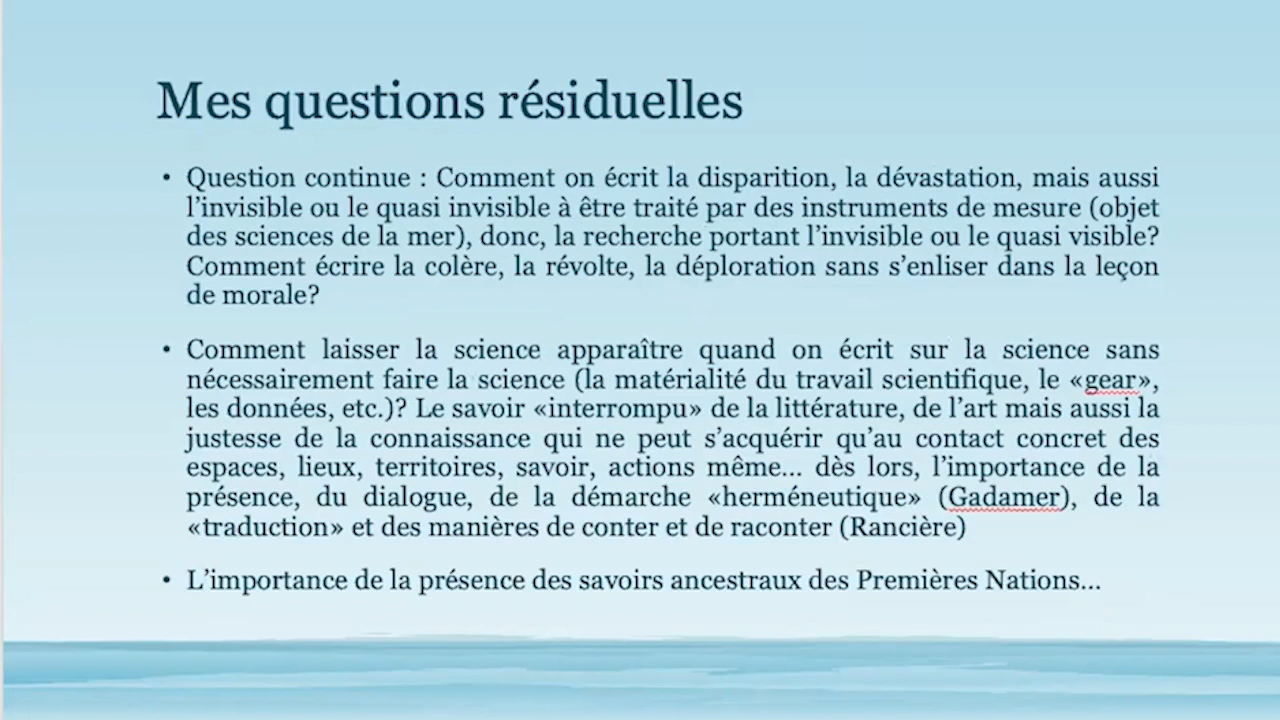 Mes questions résiduelles
• Question continue : Comment on écrit la disparition, la dévastation, mais aussi
l’invisible ou le quasi invisible à être traité par des instruments de mesure (objet
des sciences de la mer), donc, la recherche portant l’invisible ou le quasi visible?
Comment écrire la colère, la révolte, la déploration sans s’enliser dans la leçon
de morale?
• Comment laisser la science apparaître quand on écrit sur la science sans
nécessairement faire la science (la matérialité du travail scientifique, le «gear»,
les données, etc.)? Le savoir «interrompu» de la littérature, de l’art mais aussi la
justesse de la connaissance qui ne peut s’acquérir qu’au contact concret des
espaces, lieux, territoires, savoir, actions même… dès lors, l’importance de la
présence, du dialogue, de la démarche «herméneutique» (Gadamer), de la
«traduction» et des manières de conter et de raconter (Rancière)
• L’importance de la présence des savoirs ancestraux des Premières Nations…